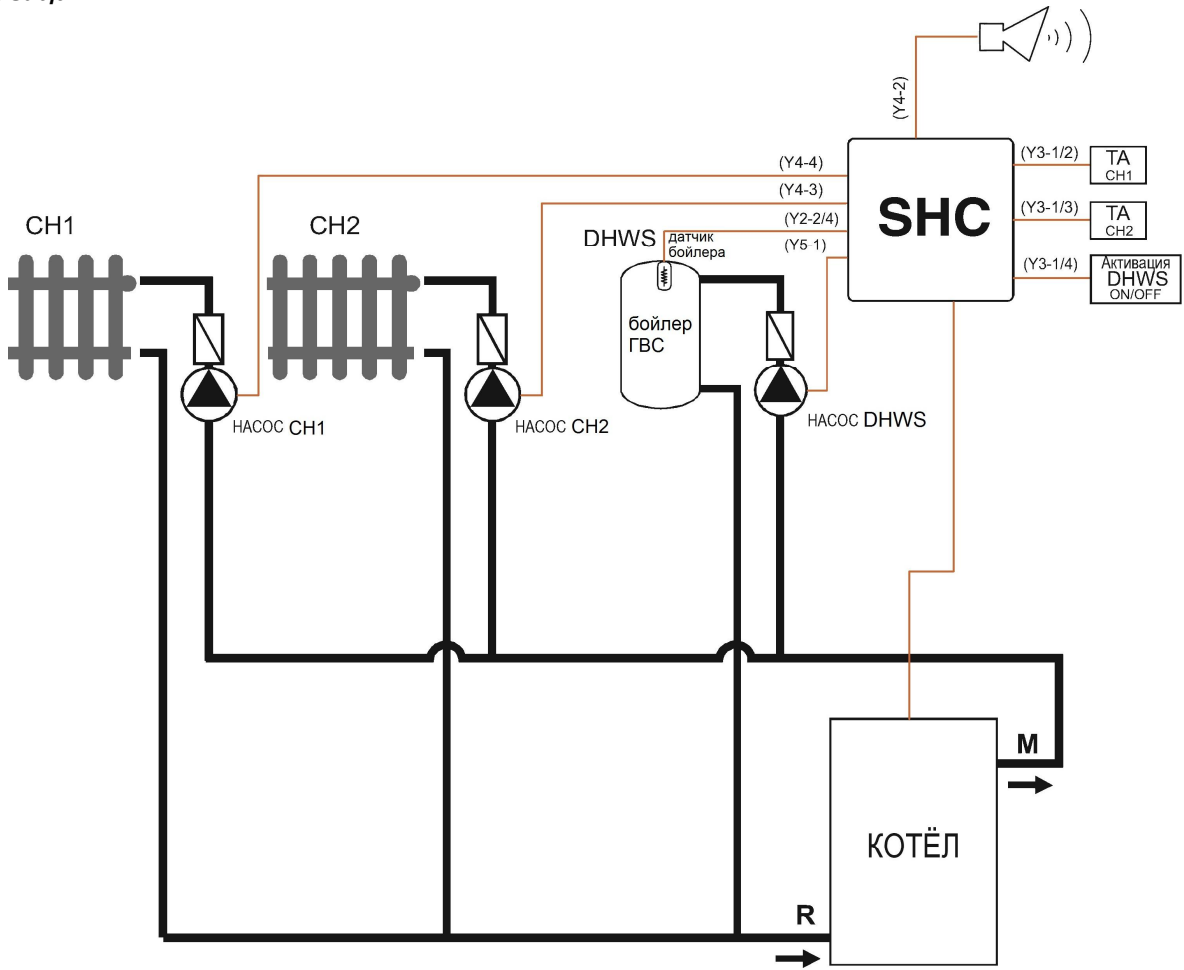 (Y4-2)
(Y4-4)
(Y3-1/2)
TA
CH1
(Y4-3)
SHC
(Y3-1/3)
TA
CH2
CH1
CH2
DHWS
датчик
бойлера
(Y2-2/4)
(Y5-1)
(Y3-1/4)
Активация
DHWS
ON/OFF
бойлер
ГВС
НАСОС CH1
НАСОС CH2
НАСОС DHWS
M
КОТЁЛ
R